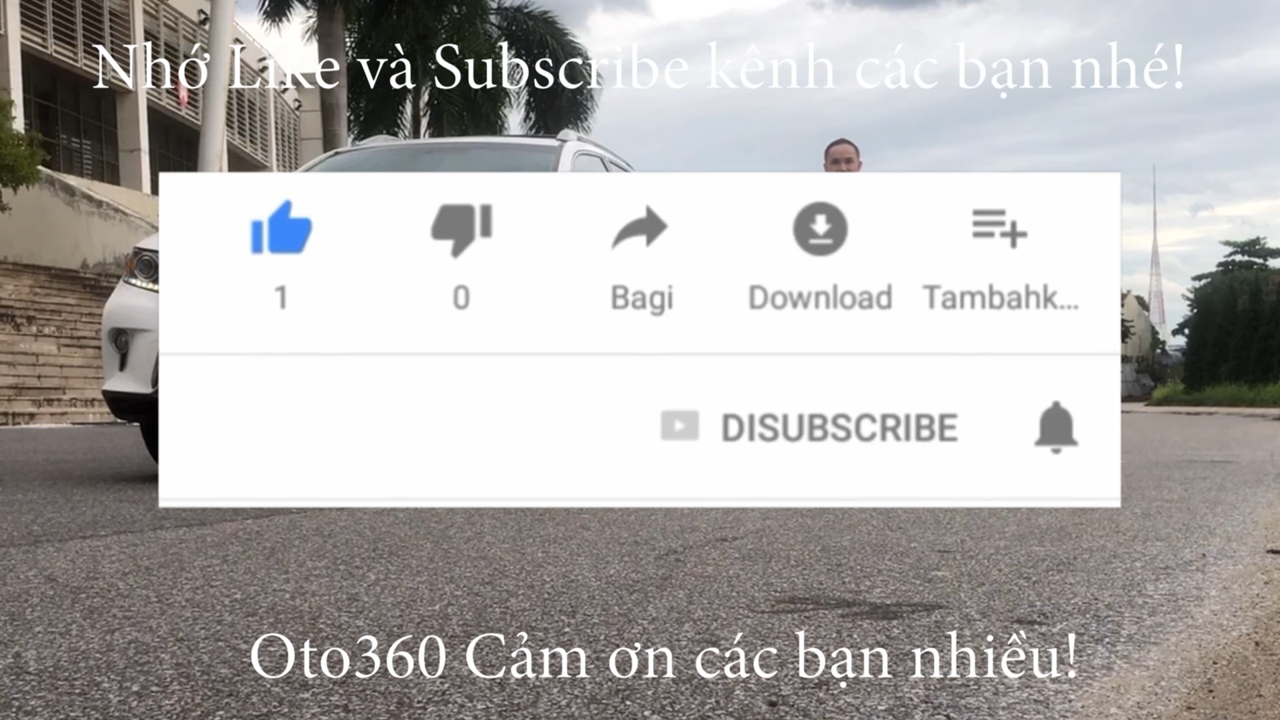 Nhớ Like và Subscribe kênh các bạn nhé!
1 0 Bagi Download Tambahk...
DISUBSCRIBE
Oto360 Cảm ơn các bạn nhiều!